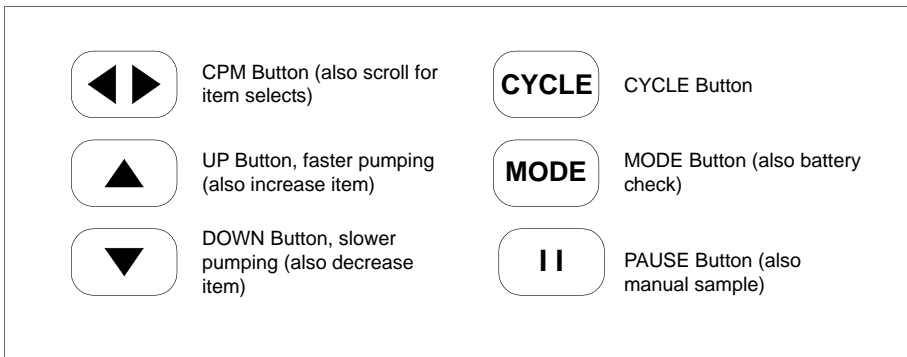 CPM Button (also scroll for
item selects)
UP Button, faster pumping
(also increase item)
DOWN Button, slower
pumping (also decrease
item)
CYCLE
CYCLE Button
MODE
MODE Button (also battery
check)
I I
PAUSE Button (also
manual sample)